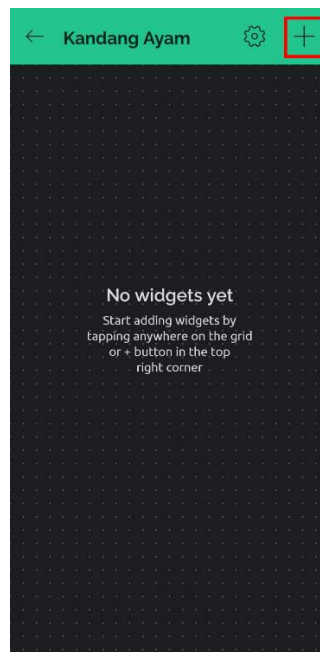 Kandang Ayam
No widgets yet
Start adding widgets by
tapping anywhere on the grid
or + button in the top
right corner